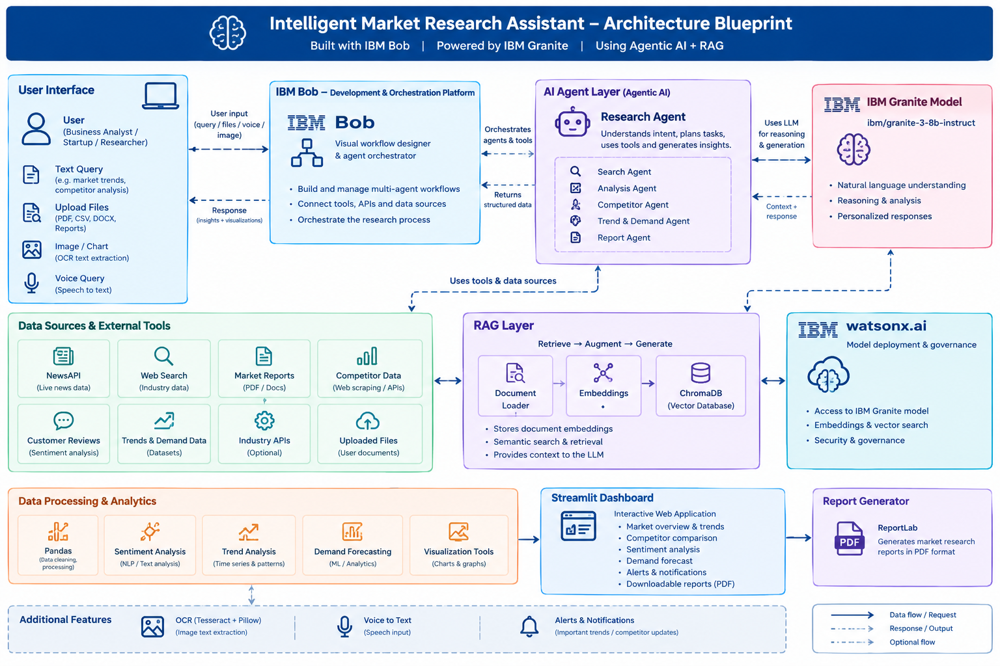 Intelligent Market Research Assistant – Architecture Blueprint
Built with IBM Bob | Powered by IBM Granite | Using Agentic AI + RAG
User Interface
User
(Business Analyst /
Startup / Researcher)
Text Query
(e.g. market trends,
competitor analysis)
Upload Files
(PDF, CSV, DOCX,
Reports)
Image / Chart
(OCR text extraction)
Voice Query
(Speech to text)
User input
(query / files / voice /
image)
Response
(insights + visualizations)
IBM Bob – Development & Orchestration Platform
IBM Bob
Visual workflow designer
& agent orchestrator
• Build and manage multi-agent workflows
• Connect tools, APIs and data sources
• Orchestrate the research process
Orchestrates
agents & tools
Returns
structured data
AI Agent Layer (Agentic AI)
Research Agent
Understands intent, plans tasks,
uses tools and generates insights.
Search Agent
Analysis Agent
Competitor Agent
Trend & Demand Agent
Report Agent
Uses LLM
for reasoning
& generation
Context +
response
IBM Granite Model
ibm/granite-3-8b-instruct
• Natural language understanding
• Reasoning & analysis
• Personalized responses
Uses tools & data sources
Data Sources & External Tools
NewsAPI
(Live news data)
Web Search
(Industry data)
Market Reports
(PDF / Docs)
Competitor Data
(Web scraping / APIs)
Customer Reviews
(Sentiment analysis)
Trends & Demand Data
(Datasets)
Industry APIs
(Optional)
Uploaded Files
(User documents)
RAG Layer
Retrieve → Augment → Generate
Document
Loader
Embeddings
•
ChromaDB
(Vector Database)
• Stores document embeddings
• Semantic search & retrieval
• Provides context to the LLM
IBM watsonx.ai
Model deployment & governance
• Access to IBM Granite model
• Embeddings & vector search
• Security & governance
Data Processing & Analytics
Pandas
(Data cleaning,
processing)
Sentiment Analysis
(NLP / Text analysis)
Trend Analysis
(Time series & patterns)
Demand Forecasting
(ML / Analytics)
Visualization Tools
(Charts & graphs)
Streamlit Dashboard
Interactive Web Application
• Market overview & trends
• Competitor comparison
• Sentiment analysis
• Demand forecast
• Alerts & notifications
• Downloadable reports (PDF)
Report Generator
PDF
ReportLab
Generates market research
reports in PDF format
Additional Features
OCR (Tesseract + Pillow)
(Image text extraction)
Voice to Text
(Speech input)
Alerts & Notifications
(Important trends / competitor updates)
Data flow / Request
Response / Output
Optional flow